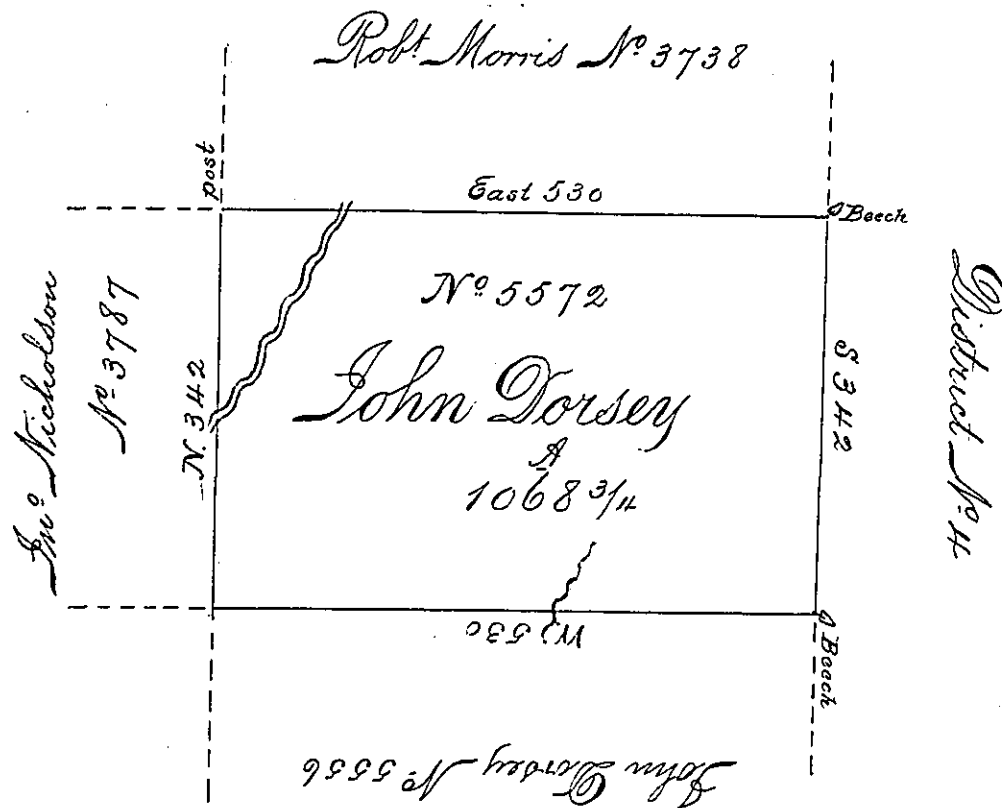 Robt Morris No 3738
post
East 530
Beech
No 5572
Jno Nicholson
No 3787
N. 342
John Dorsey
A
1068 3/4
S 342
District No 4
W 530
Beech
John Dorsey No 5556